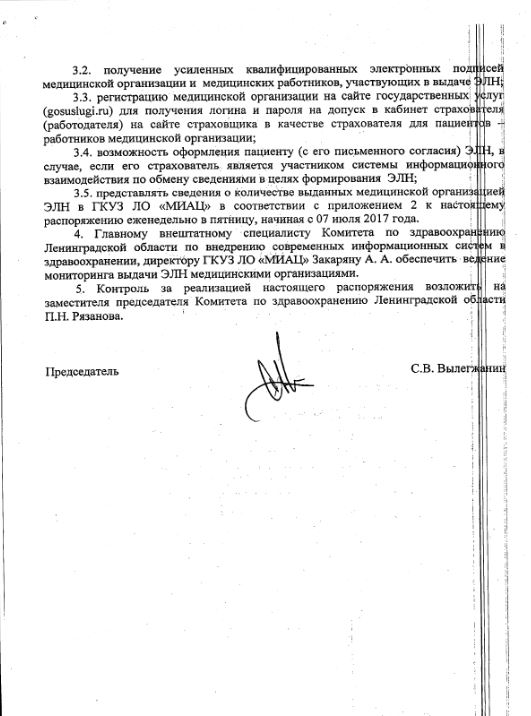 3.2. получение усиленных квалифицированных электронных подписей
медицинской организации и медицинских работников, участвующих в выдаче ЭЛН;
3.3. регистрацию медицинской организации на сайте государственных услуг
(gosuslugi.ru) для получения логина и пароля на допуск в кабинет страхователя
(работодателя) на сайте страховщика в качестве страхователя для пациентов –
работников медицинской организации;
3.4. возможность оформления пациенту (с его письменного согласия) ЭЛН, в
случае, если его страхователь является участником системы информационного
взаимодействия по обмену сведениями в целях формирования ЭЛН;
3.5. представлять сведения о количестве выданных медицинской организацией
ЭЛН в ГКУЗ ЛО «МИАЦ» в соответствии с приложением 2 к настоящему
распоряжению еженедельно в пятницу, начиная с 07 июля 2017 года.
4. Главному внештатному специалисту Комитета по здравоохранению
Ленинградской области по внедрению современных информационных систем в
здравоохранении, директору ГКУЗ ЛО «МИАЦ» Закаряну А. А. обеспечить ведение
мониторинга выдачи ЭЛН медицинскими организациями.
5. Контроль за реализацией настоящего распоряжения возложить на
заместителя председателя Комитета по здравоохранению Ленинградской области
П.Н. Рязанова.
Председатель С.В. Вылегжанин